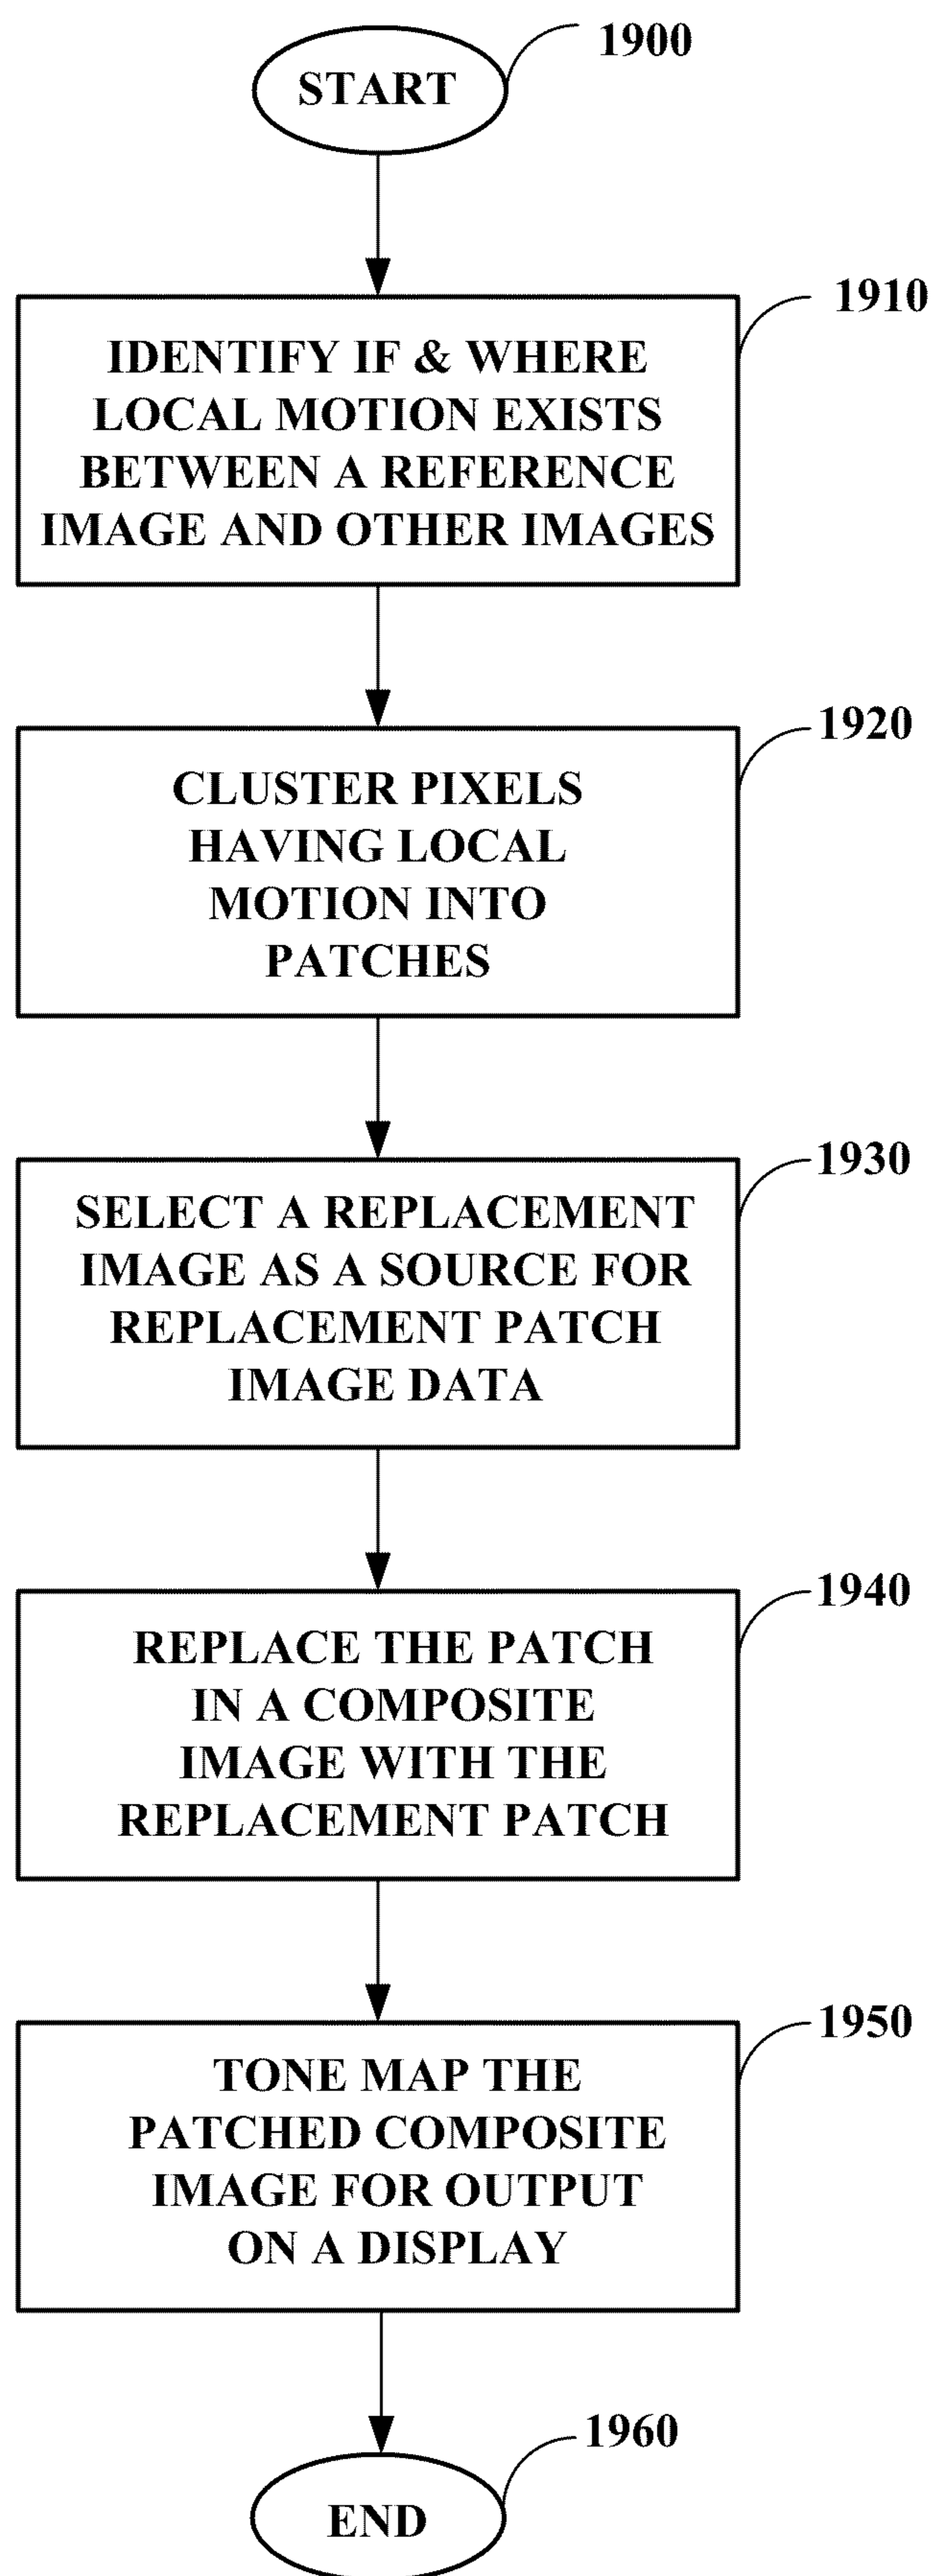 START
1900
1910
IDENTIFY IF & WHERE
LOCAL MOTION EXISTS
BETWEEN A REFERENCE
IMAGE AND OTHER IMAGES
1920
CLUSTER PIXELS
HAVING LOCAL
MOTION INTO
PATCHES
1930
SELECT A REPLACEMENT
IMAGE AS A SOURCE FOR
REPLACEMENT PATCH
IMAGE DATA
1940
REPLACE THE PATCH
IN A COMPOSITE
IMAGE WITH THE
REPLACEMENT PATCH
1950
TONE MAP THE
PATCHED COMPOSITE
IMAGE FOR OUTPUT
ON A DISPLAY
1960
END